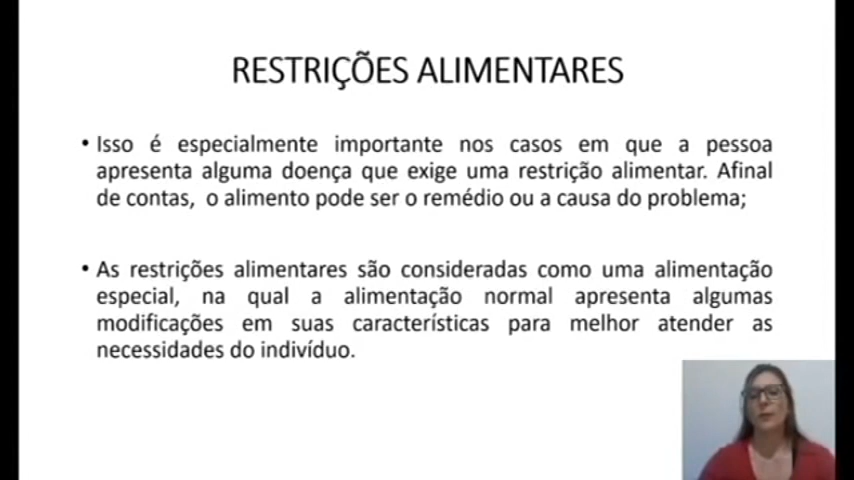 RESTRIÇÕES ALIMENTARES
• Isso é especialmente importante nos casos em que a pessoa
apresenta alguma doença que exige uma restrição alimentar. Afinal
de contas, o alimento pode ser o remédio ou a causa do problema;
• As restrições alimentares são consideradas como uma alimentação
especial, na qual a alimentação normal apresenta algumas
modificações em suas características para melhor atender as
necessidades do indivíduo.